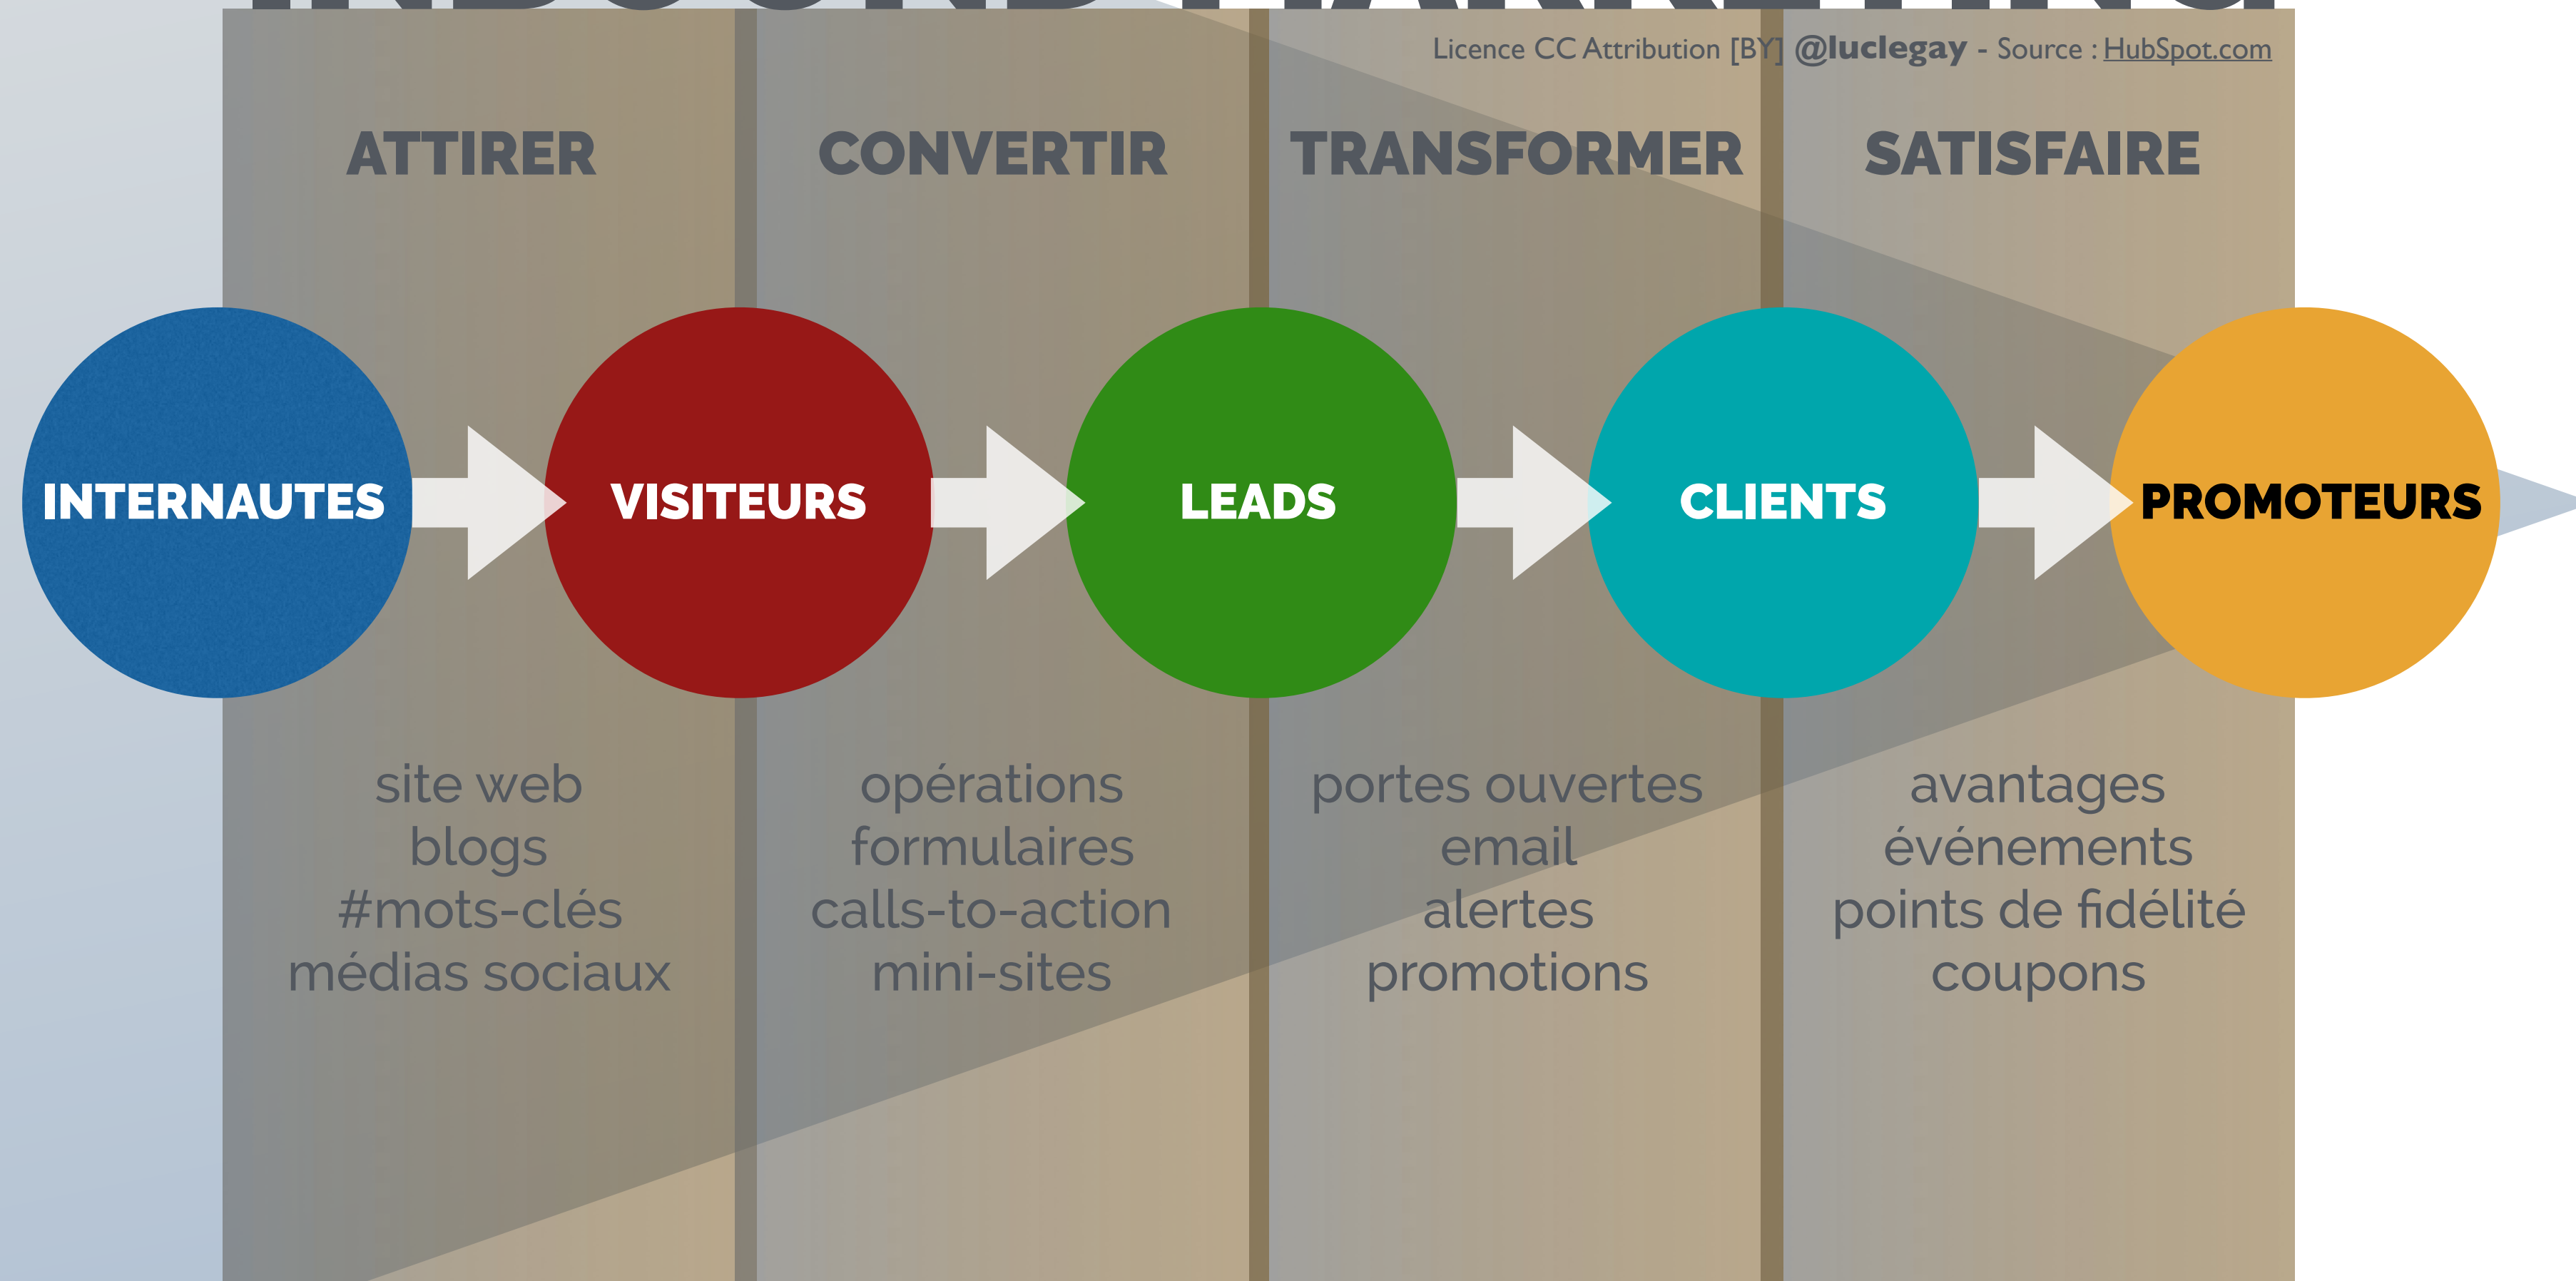 INBOUND MARKETING
Licence CC Attribution [BY] @luclegay - Source : HubSpot.com
ATTIRER
CONVERTIR
TRANSFORMER
SATISFAIRE
INTERNAUTES
VISITEURS
LEADS
CLIENTS
PROMOTEURS
site web
blogs
#mots-clés
médias sociaux
opérations
formulaires
calls-to-action
mini-sites
portes ouvertes
email
alertes
promotions
avantages
événements
points de fidélité
coupons